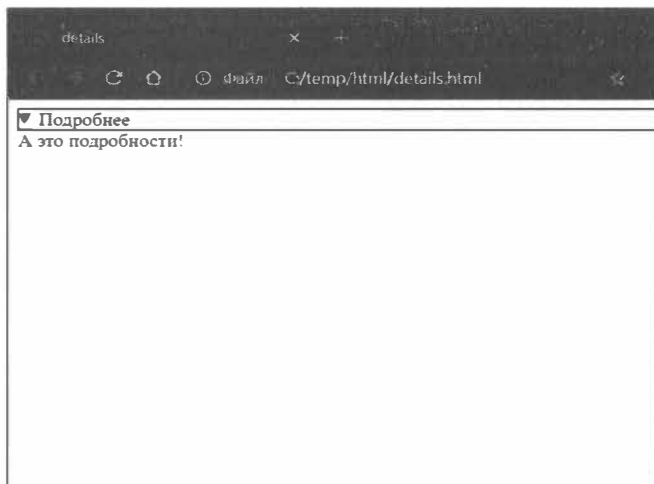 details
Файл C:/temp/html/details.html
Подробнее
А это подробности!